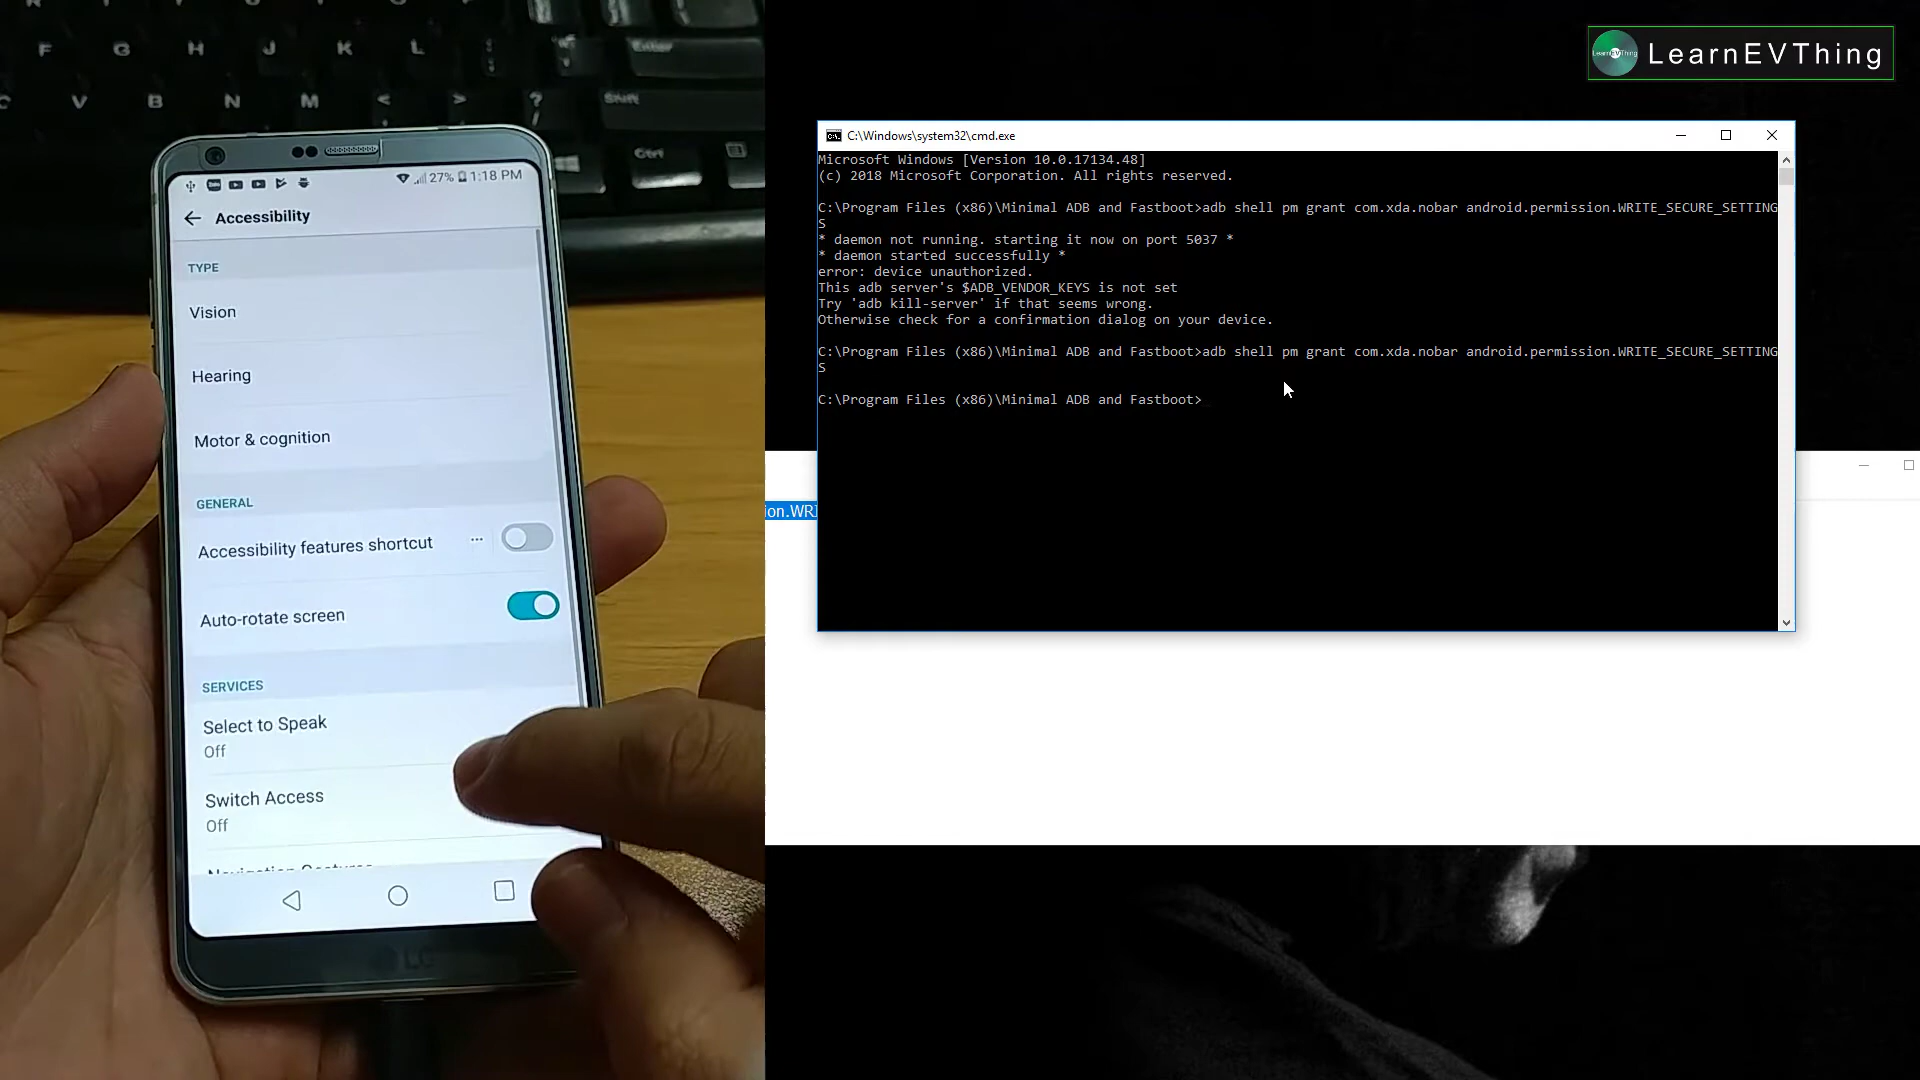 F G H J K L
Enter
V B N M < > ?
Shift
Ctrl
27% 1:18 PM
Accessibility
TYPE
Vision
Hearing
Motor & cognition
GENERAL
Accessibility features shortcut
Auto-rotate screen
SERVICES
Select to Speak
Off
Switch Access
Off
LG
LearnEVThing
C:\Windows\system32\cmd.exe
Microsoft Windows [Version 10.0.17134.48]
(c) 2018 Microsoft Corporation. All rights reserved.
C:\Program Files (x86)\Minimal ADB and Fastboot>adb shell pm grant com.xda.nobar android.permission.WRITE_SECURE_SETTING
S
* daemon not running. starting it now on port 5037 *
* daemon started successfully *
error: device unauthorized.
This adb server's $ADB_VENDOR_KEYS is not set
Try 'adb kill-server' if that seems wrong.
Otherwise check for a confirmation dialog on your device.
C:\Program Files (x86)\Minimal ADB and Fastboot>adb shell pm grant com.xda.nobar android.permission.WRITE_SECURE_SETTING
S
C:\Program Files (x86)\Minimal ADB and Fastboot>
ion.WRI